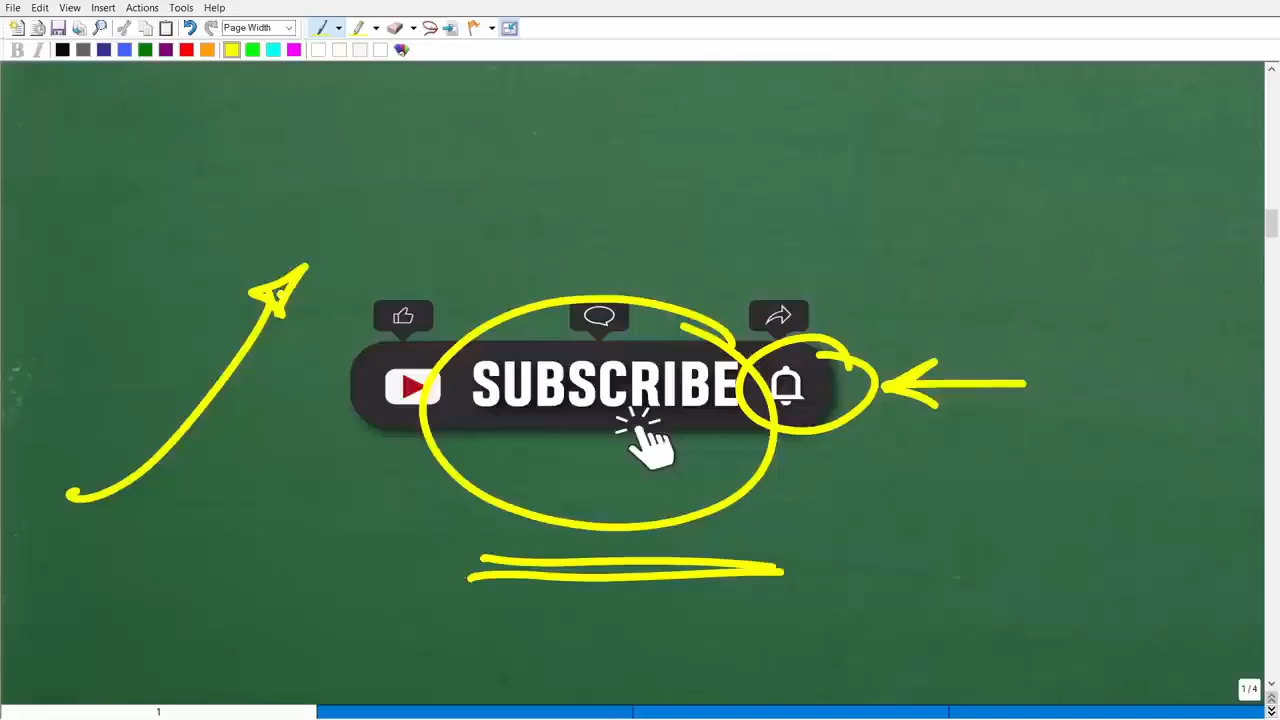 File Edit View Insert Actions Tools Help
Page Width
B I
SUBSCRIBE
1 / 4
1